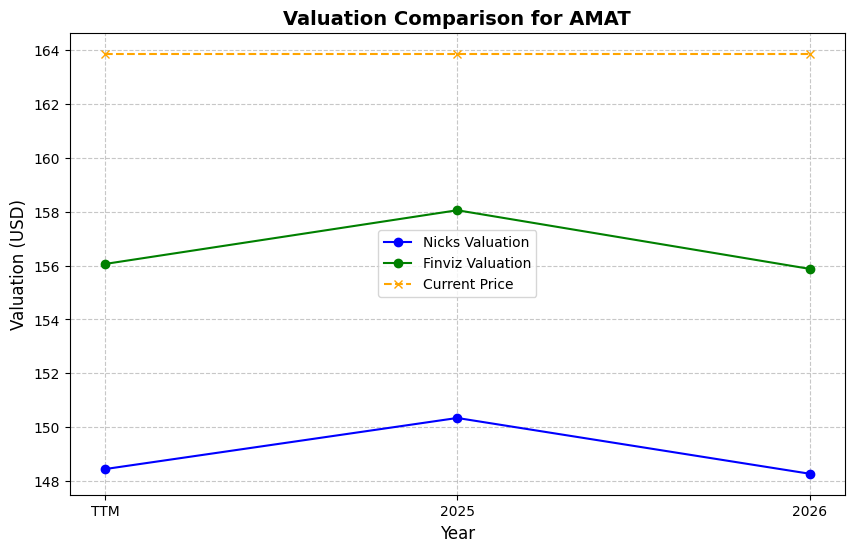 Valuation Comparison for AMAT
164
162
160
158
156
154
152
150
148
Valuation (USD)
Nicks Valuation
Finviz Valuation
Current Price
TTM
2025
2026
Year